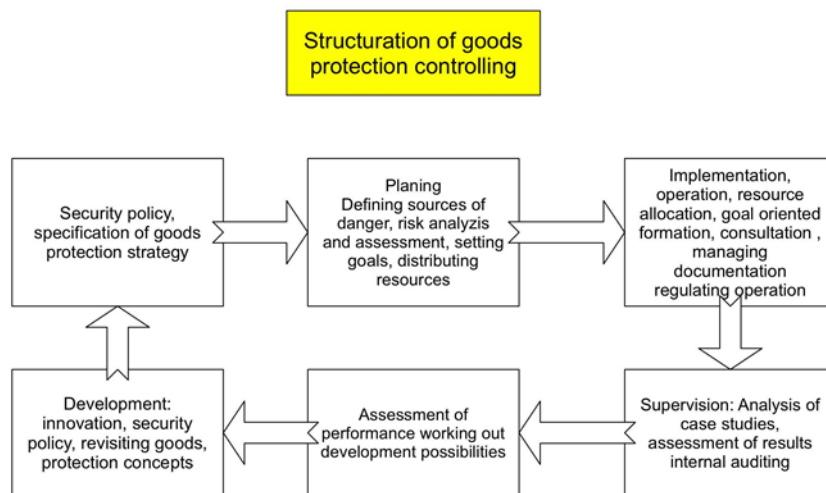 Structuration of goods
protection controlling
Security policy,
specification of goods
protection strategy
Planing
Defining sources of
danger, risk analyzis
and assessment, setting
goals, distributing
resources
Implementation,
operation, resource
allocation, goal oriented
formation, consultation ,
managing
documentation
regulating operation
Supervision: Analysis of
case studies,
assessment of results
internal auditing
Assessment of
performance working out
development possibilities
Development:
innovation, security
policy, revisiting goods,
protection concepts